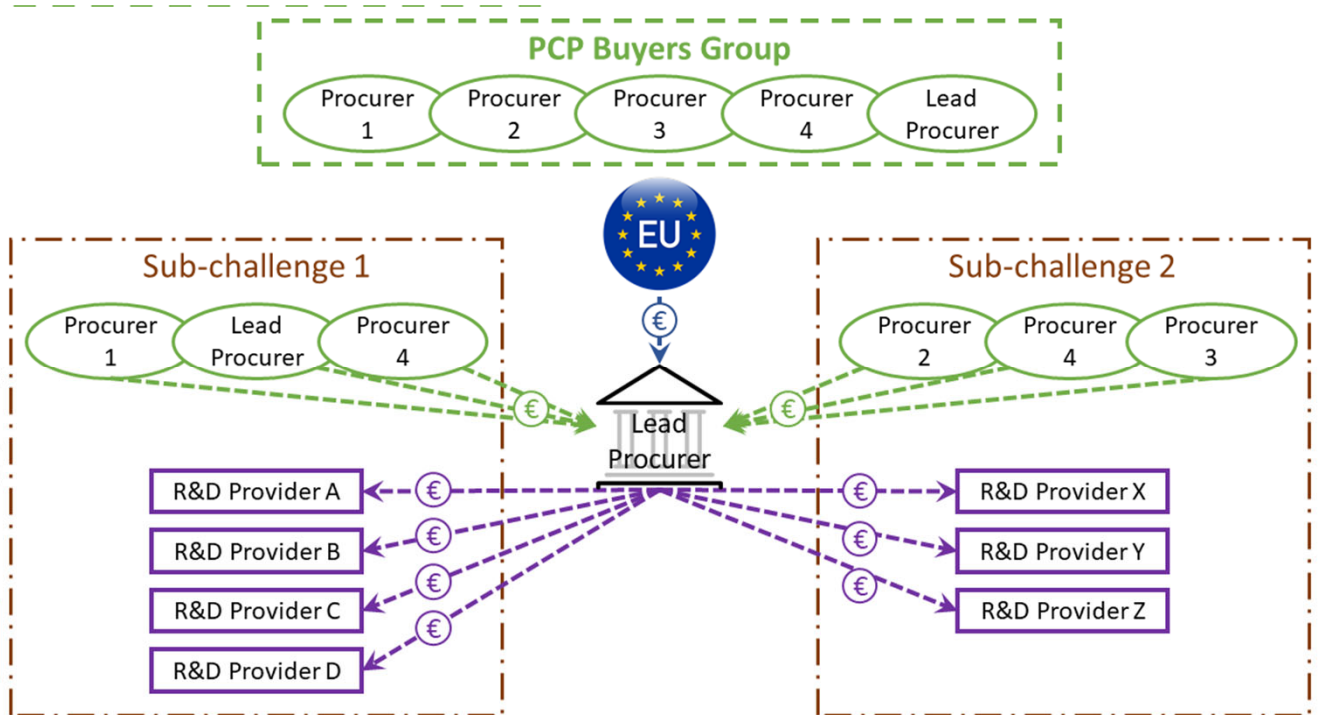 PCP Buyers Group
Procurer
1
Procurer
2
Procurer
3
Procurer
4
Lead
Procurer
EU
€
Sub-challenge 1
Procurer
1
Lead
Procurer
Procurer
4
€
Sub-challenge 2
Procurer
2
Procurer
4
Procurer
3
€
Lead
Procurer
R&D Provider A
€
R&D Provider B
€
R&D Provider C
€
R&D Provider D
€
€
R&D Provider X
€
R&D Provider Y
€
R&D Provider Z